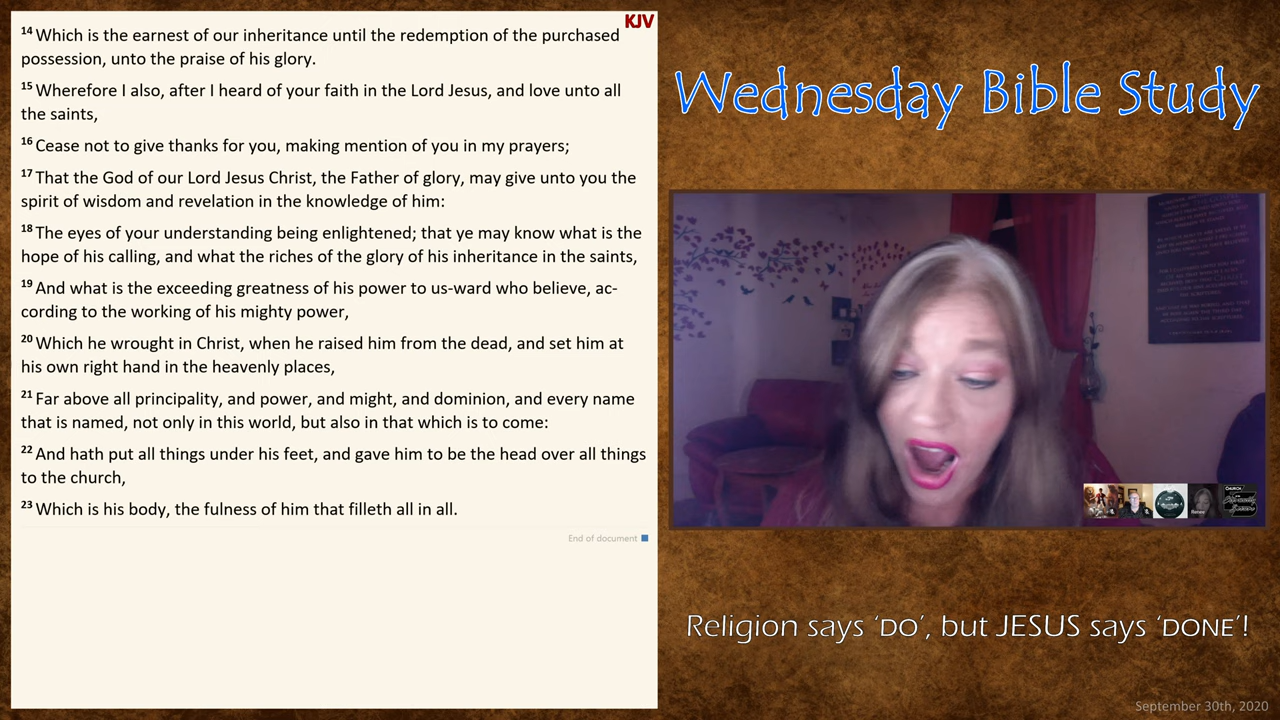 KJV
14 Which is the earnest of our inheritance until the redemption of the purchased
possession, unto the praise of his glory.
15 Wherefore I also, after I heard of your faith in the Lord Jesus, and love unto all
the saints,
16 Cease not to give thanks for you, making mention of you in my prayers;
17 That the God of our Lord Jesus Christ, the Father of glory, may give unto you the
spirit of wisdom and revelation in the knowledge of him:
18 The eyes of your understanding being enlightened; that ye may know what is the
hope of his calling, and what the riches of the glory of his inheritance in the saints,
19 And what is the exceeding greatness of his power to us-ward who believe, ac-
cording to the working of his mighty power,
20 Which he wrought in Christ, when he raised him from the dead, and set him at
his own right hand in the heavenly places,
21 Far above all principality, and power, and might, and dominion, and every name
that is named, not only in this world, but also in that which is to come:
22 And hath put all things under his feet, and gave him to be the head over all things
to the church,
23 Which is his body, the fulness of him that filleth all in all.
End of document
Wednesday Bible Study
CHURCH
Religion says ‘DO’, but JESUS says ‘DONE’!
September 30th, 2020